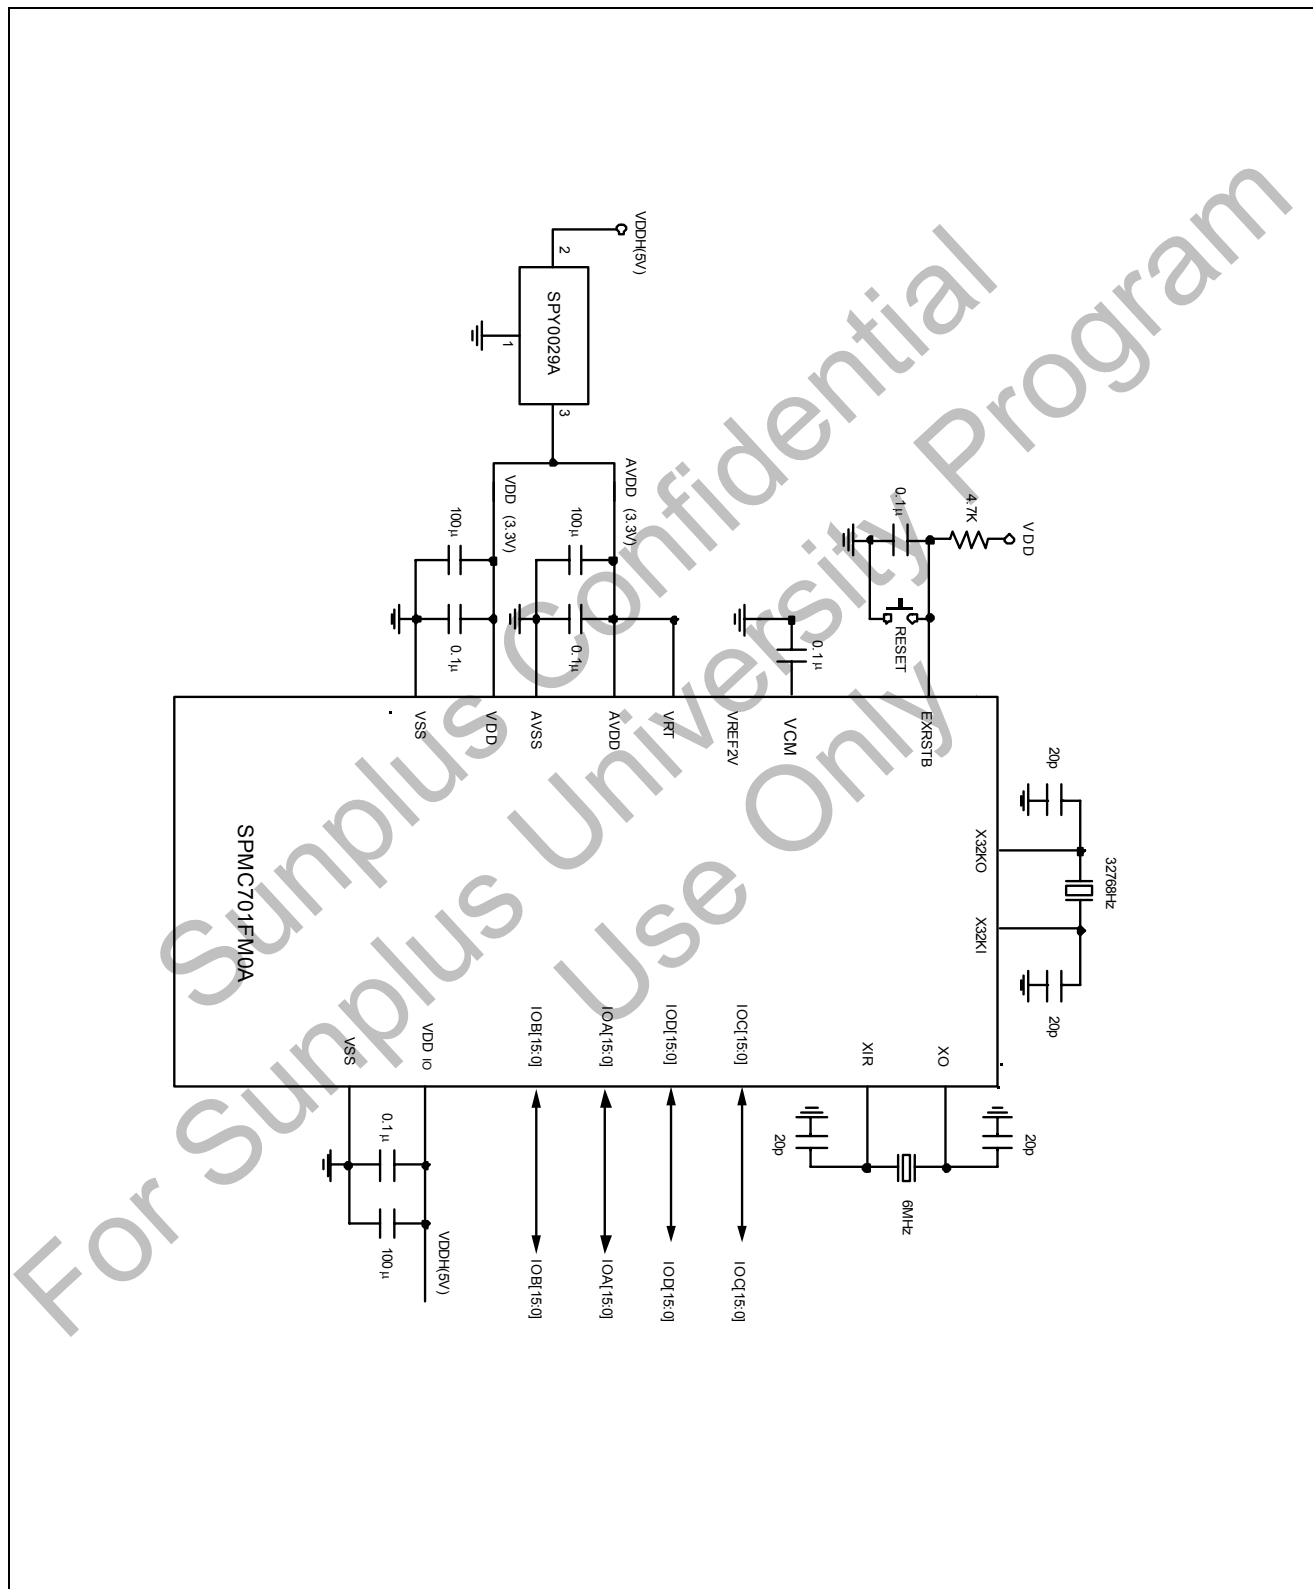 VDDH(5V)
2
SPY0029A
1
3
VDD (3.3V)
AVDD (3.3V)
100μ
100μ
0.1μ
0.1μ
VDD
4.7K
0.1μ
RESET
0.1μ
VSS
VDD
AVSS
AVDD
VRT
VREF2V
VCM
EXRSTB
20p
X32KO
32768Hz
X32KI
20p
SPMC701FM0A
VSS
VDD IO
IOB[15:0]
IOA[15:0]
IOD[15:0]
IOC[15:0]
XIR
XO
0.1μ
100μ
VDDH(5V)
20p
20p
6MHz
IOB[15:0]
IOA[15:0]
IOD[15:0]
IOC[15:0]
Sunplus Confidential
For Sunplus University Program
Use Only